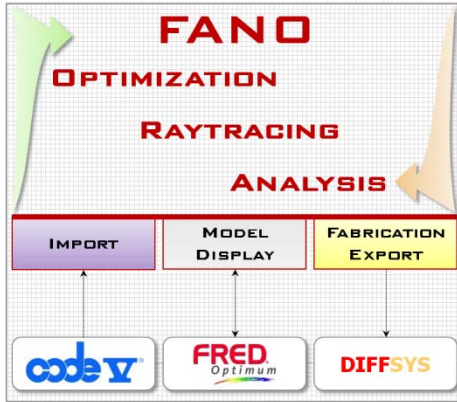 FANO
OPTIMIZATION
RAYTRACING
ANALYSIS
IMPORT
MODEL
DISPLAY
FABRICATION
EXPORT
code V®
FRED®
Optimum
DIFFSYS